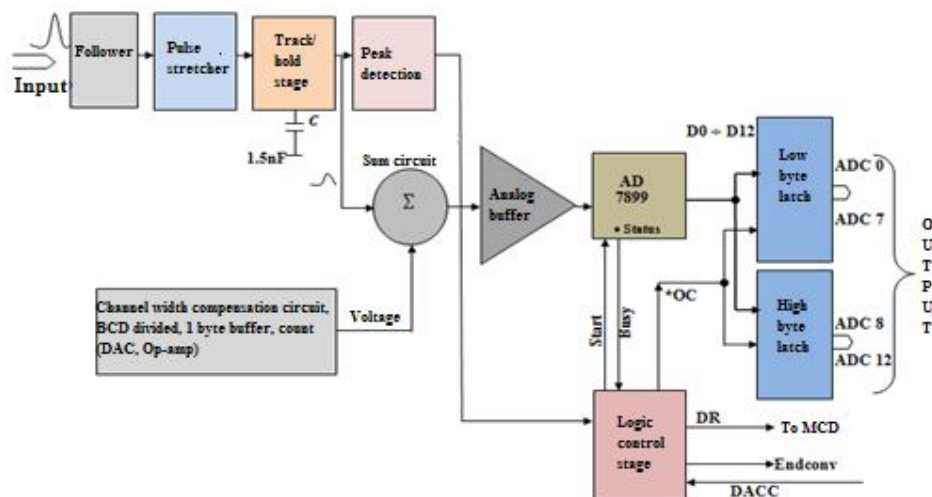 Input
Follower
Pulse
stretcher
Track/
hold
stage
Peak
detection
C
1.5nF
Sum circuit
Σ
Analog
buffer
AD
7899
• Status
D0 ÷ D12
Low
byte
latch
ADC 0
ADC 7
High
byte
latch
ADC 8
ADC 12
O
U
T
P
U
T
Channel width compensation circuit,
BCD divided, 1 byte buffer, count
(DAC, Op-amp)
Voltage
Start
Busy
*OC
Logic
control
stage
DR
To MCD
Endconv
DACC